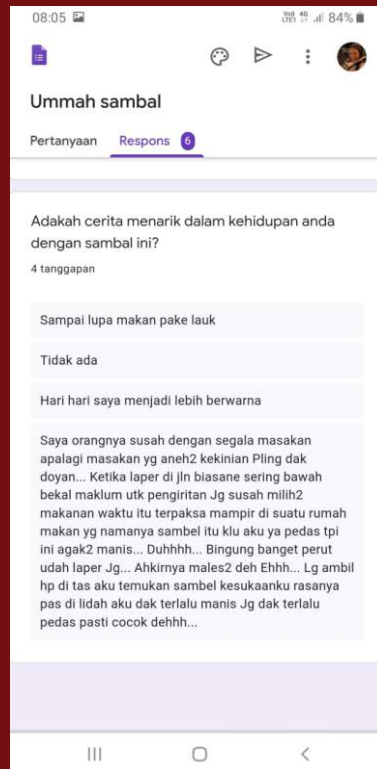 08:05
VoD 4G
LTE1 84%
Ummah sambal
Pertanyaan Respons 6
Adakah cerita menarik dalam kehidupan anda
dengan sambal ini?
4 tanggapan
Sampai lupa makan pake lauk
Tidak ada
Hari hari saya menjadi lebih berwarna
Saya orangnya susah dengan segala masakan
apalagi masakan yg aneh2 kekinian Pling dak
doyan... Ketika laper di jln biasane sering bawah
bekal maklum utk pengiritan Jg susah milih2
makanan waktu itu terpaksa mampir di suatu rumah
makan yg namanya sambel itu klu aku ya pedas tpi
ini agak2 manis... Duhhhh... Bingung banget perut
udah laper Jg... Ahkirnya males2 deh Ehhh... Lg ambil
hp di tas aku temukan sambel kesukaanku rasanya
pas di lidah aku dak terlalu manis Jg dak terlalu
pedas pasti cocok dehhh...